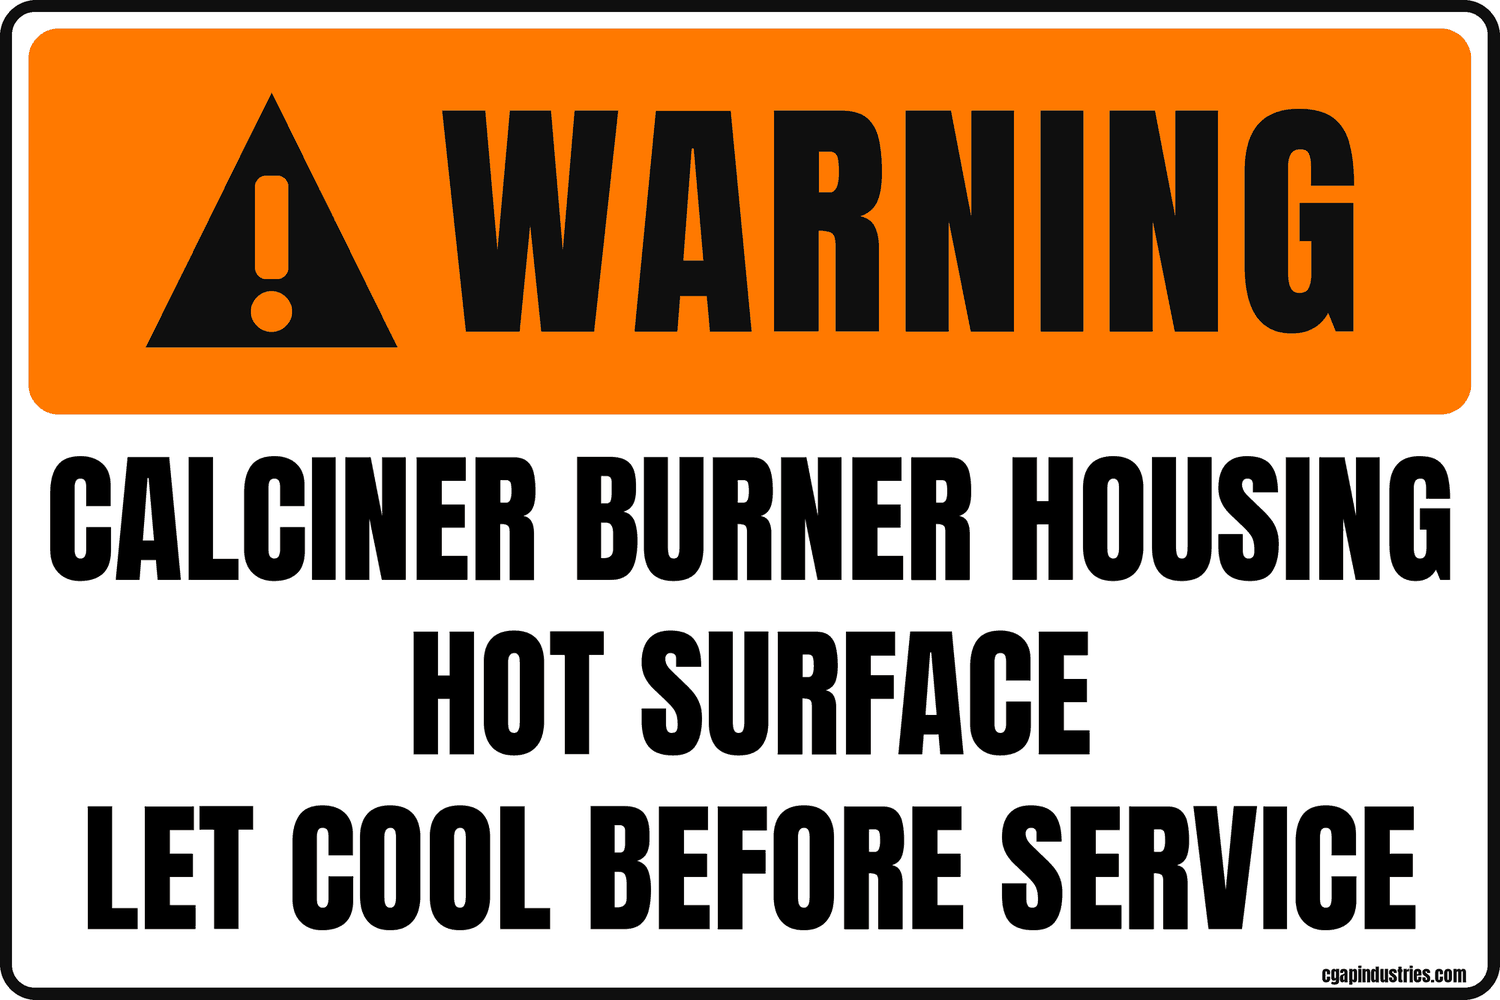 WARNING
CALCINER BURNER HOUSING
HOT SURFACE
LET COOL BEFORE SERVICE
cgapindustries.com